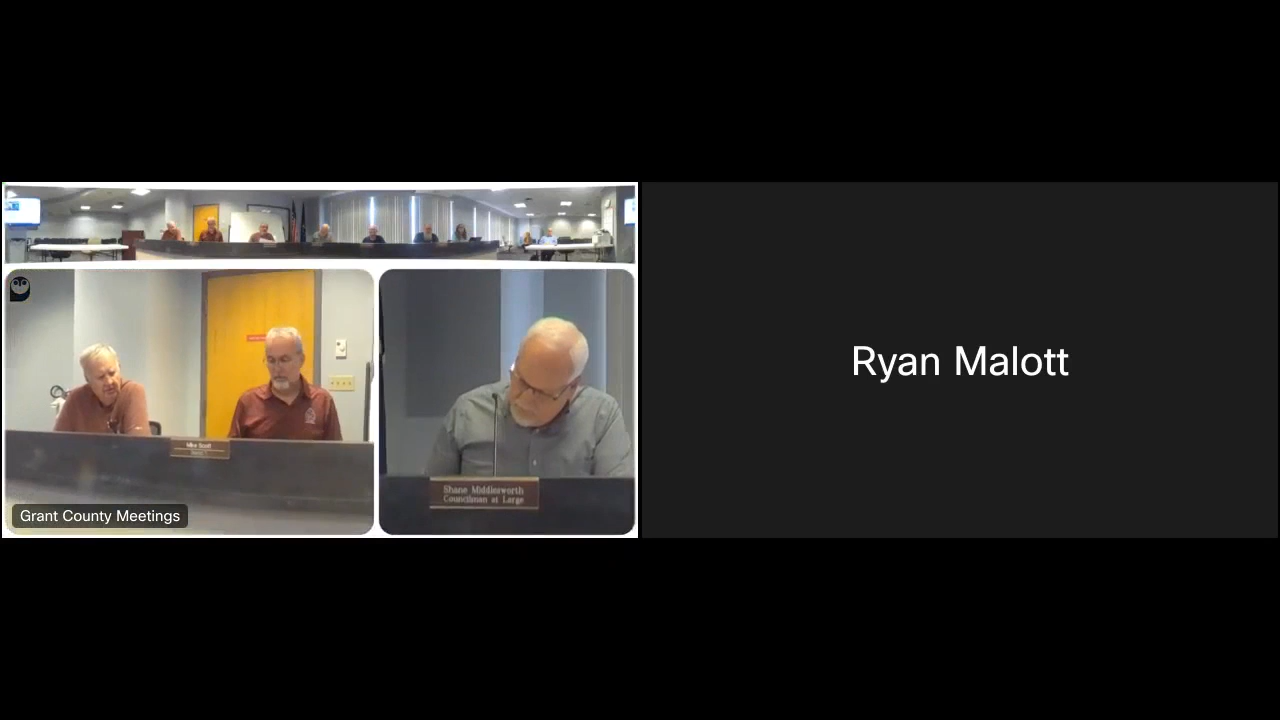 Mike Scott
Shane Middlesworth
Councilman at Large
Grant County Meetings
Ryan Malott